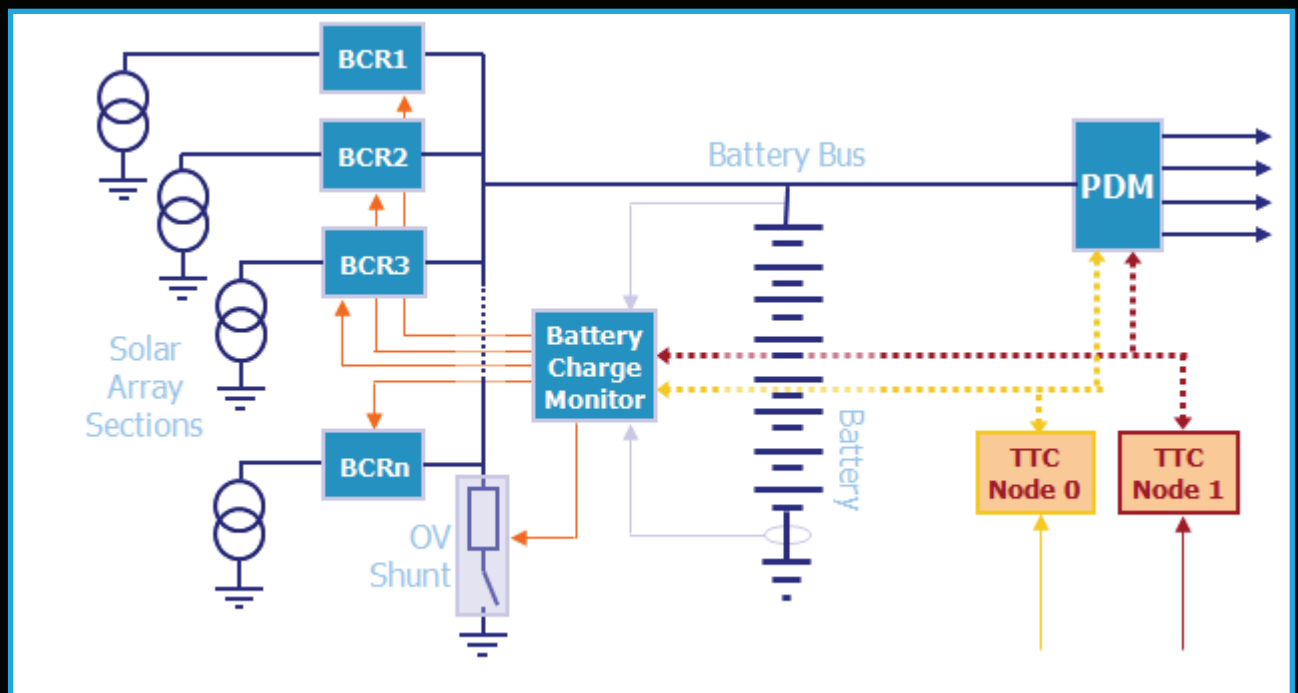 BCR1
BCR2
BCR3
BCRn
Solar
Array
Sections
OV
Shunt
Battery
Charge
Monitor
Battery Bus
Battery
PDM
TTC
Node 0
TTC
Node 1